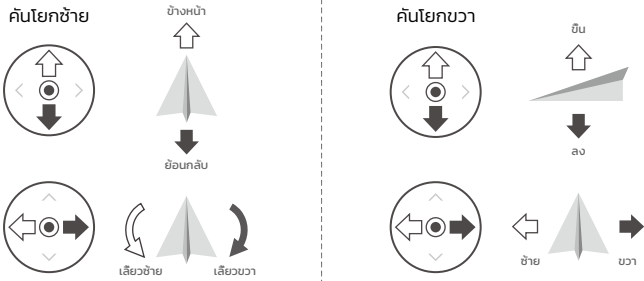 คันโยกซ้าย
ข้างหน้า
ย้อนกลับ
เลี้ยวซ้าย
เลี้ยวขวา
คันโยกขวา
ขึ้น
ลง
ซ้าย
ขวา